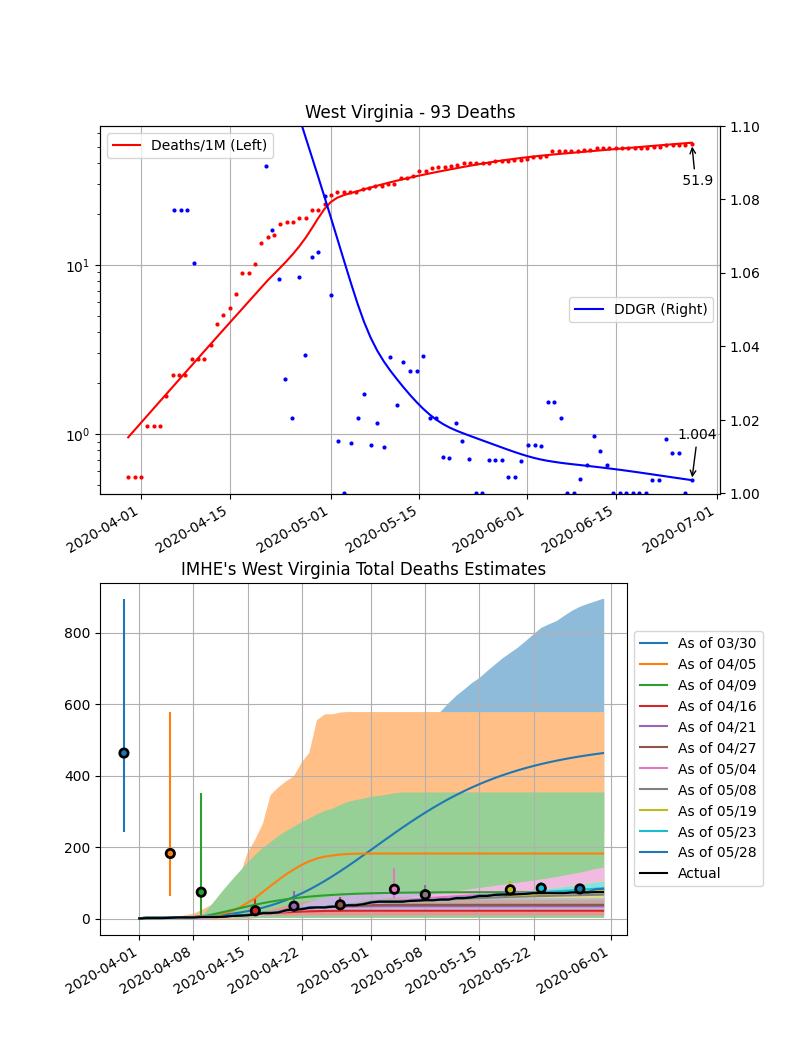 West Virginia - 93 Deaths
Deaths/1M (Left)
DDGR (Right)
51.9
1.004
10^1
10^0
1.10
1.08
1.06
1.04
1.02
1.00
2020-04-01
2020-04-15
2020-05-01
2020-05-15
2020-06-01
2020-06-15
2020-07-01
IMHE's West Virginia Total Deaths Estimates
800
600
400
200
0
2020-04-01
2020-04-08
2020-04-15
2020-04-22
2020-05-01
2020-05-08
2020-05-15
2020-05-22
2020-06-01
As of 03/30
As of 04/05
As of 04/09
As of 04/16
As of 04/21
As of 04/27
As of 05/04
As of 05/08
As of 05/19
As of 05/23
As of 05/28
Actual